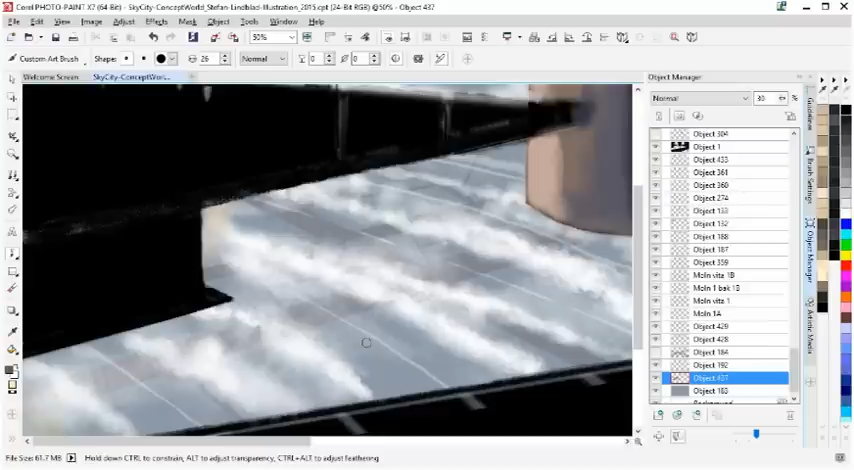 Corel PHOTO-PAINT X7 (64-Bit) - SkyCity-ConceptWorld_Stefan-Lindblad-Illustration_2015.cpt (24-Bit RGB) @50% - Object 437
File Edit View Image Adjust Effects Mask Object Tools Window Help
50%
Custom Art Brush Shape: 26 Normal 0 0
Welcome Screen SkyCity-ConceptWorl...
Object Manager
Normal 30 %
Object 304
Object 1
Object 433
Object 361
Object 360
Object 274
Object 133
Object 132
Object 188
Object 187
Object 359
Moln vita 1B
Moln 1 bak 1B
Moln vita 1
Moln 1A
Object 429
Object 428
Object 184
Object 192
Object 437
Object 183
Guidelines
Brush Settings
Object Manager
Artistic Media
File Size: 61.7 MB Hold down CTRL to constrain, ALT to adjust transparency, CTRL+ALT to adjust feathering